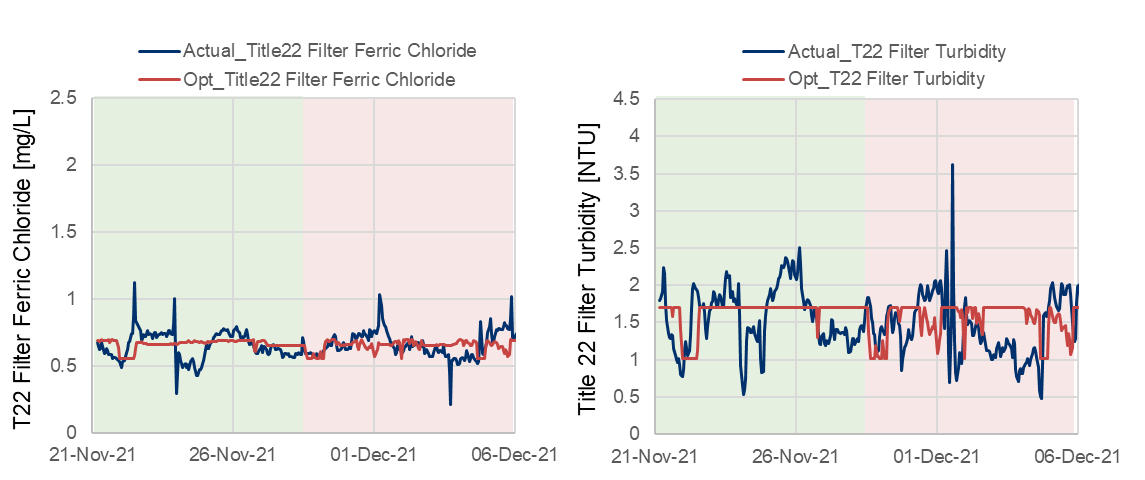 Actual_Title22 Filter Ferric Chloride
Opt_Title22 Filter Ferric Chloride
T22 Filter Ferric Chloride [mg/L]
2.5
2
1.5
1
0.5
0
21-Nov-21 26-Nov-21 01-Dec-21 06-Dec-21
Actual_T22 Filter Turbidity
Opt_T22 Filter Turbidity
Title 22 Filter Turbidity [NTU]
4.5
4
3.5
3
2.5
2
1.5
1
0.5
0
21-Nov-21 26-Nov-21 01-Dec-21 06-Dec-21